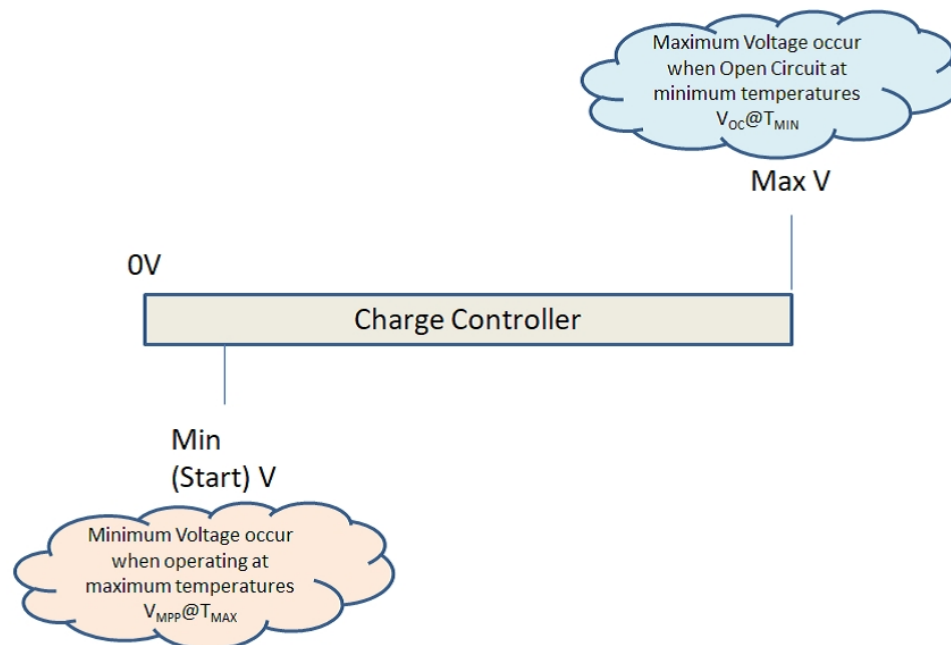 Maximum Voltage occur
when Open Circuit at
minimum temperatures
VOC@TMIN
Max V
0V
Charge Controller
Min
(Start) V
Minimum Voltage occur
when operating at
maximum temperatures
VMPP@TMAX